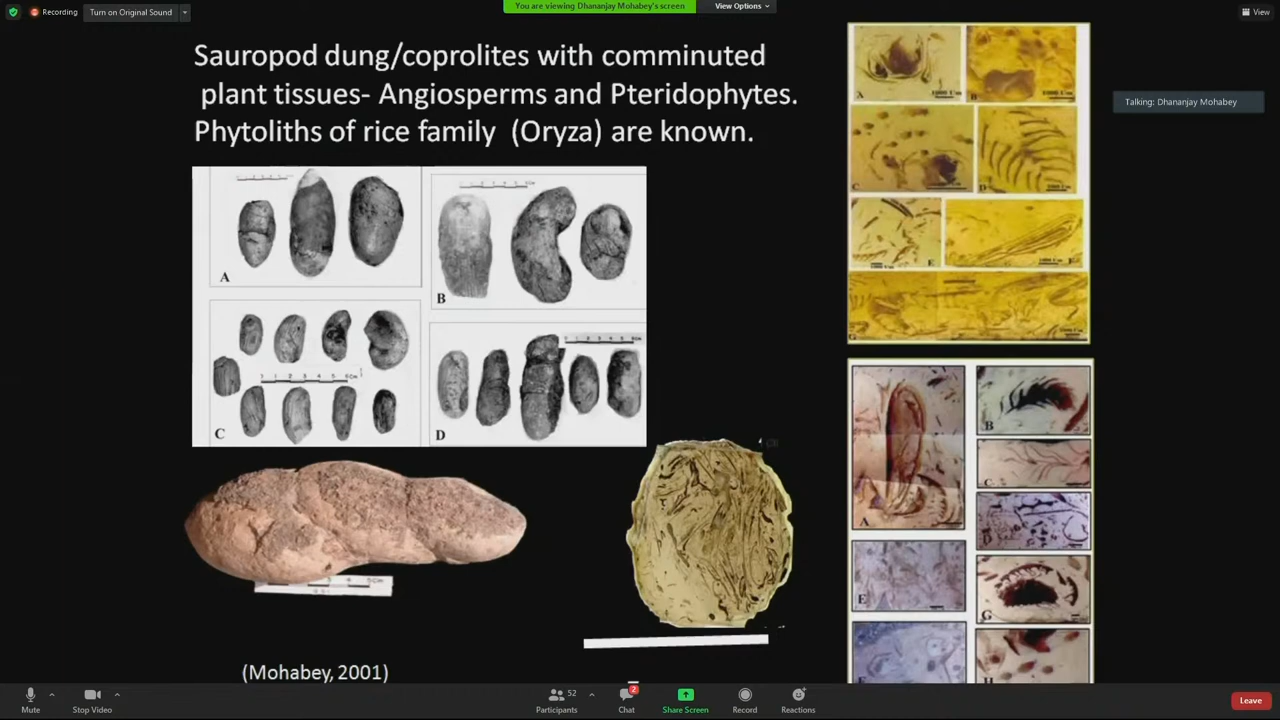 Recording
Turn on Original Sound
You are viewing Dhananjay Mohabey's screen
View Options
View
Talking: Dhananjay Mohabey
Sauropod dung/coprolites with comminuted
plant tissues- Angiosperms and Pteridophytes.
Phytoliths of rice family (Oryza) are known.
A
B
C
D
A
B
C
D
E
F
G
A
B
C
D
E
G
F
H
(Mohabey, 2001)
Mute
Stop Video
52
Participants
2
Chat
Share Screen
Record
Reactions
Leave